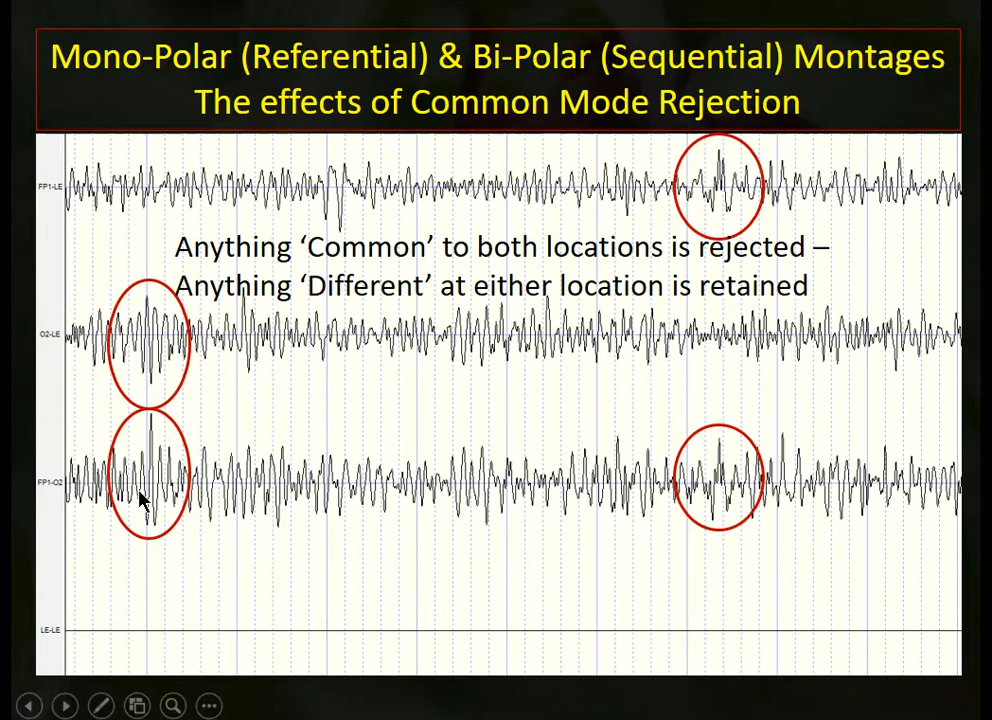 Mono-Polar (Referential) & Bi-Polar (Sequential) Montages
The effects of Common Mode Rejection
FP1-LE
Anything ‘Common’ to both locations is rejected –
Anything ‘Different’ at either location is retained
O2-LE
FP1-O2
LE-LE